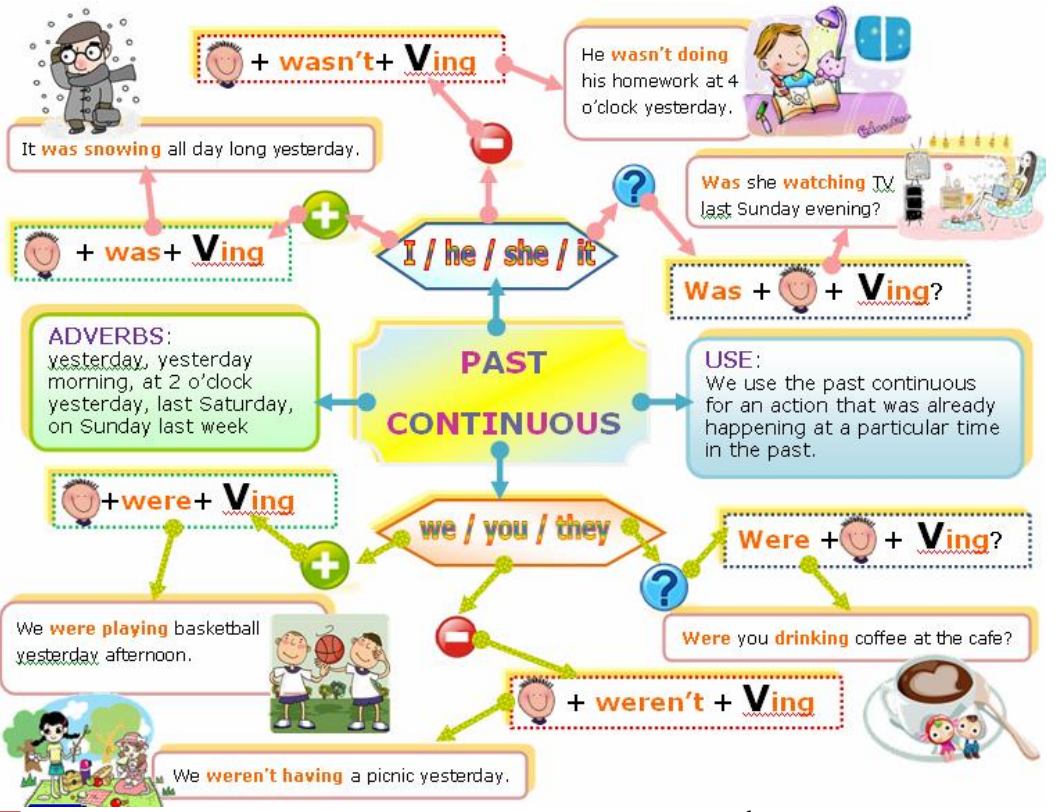 + wasn't+ Ving
He wasn't doing
his homework at 4
o'clock yesterday.
It was snowing all day long yesterday.
Was she watching TV
last Sunday evening?
+ was+ Ving
I / he / she / it
Was + + Ving?
ADVERBS:
yesterday, yesterday
morning, at 2 o'clock
yesterday, last Saturday,
on Sunday last week
PAST
CONTINUOUS
USE:
We use the past continuous
for an action that was already
happening at a particular time
in the past.
+were+ Ving
we / you / they
Were + + Ving?
We were playing basketball
yesterday afternoon.
Were you drinking coffee at the cafe?
+ weren't + Ving
We weren't having a picnic yesterday.